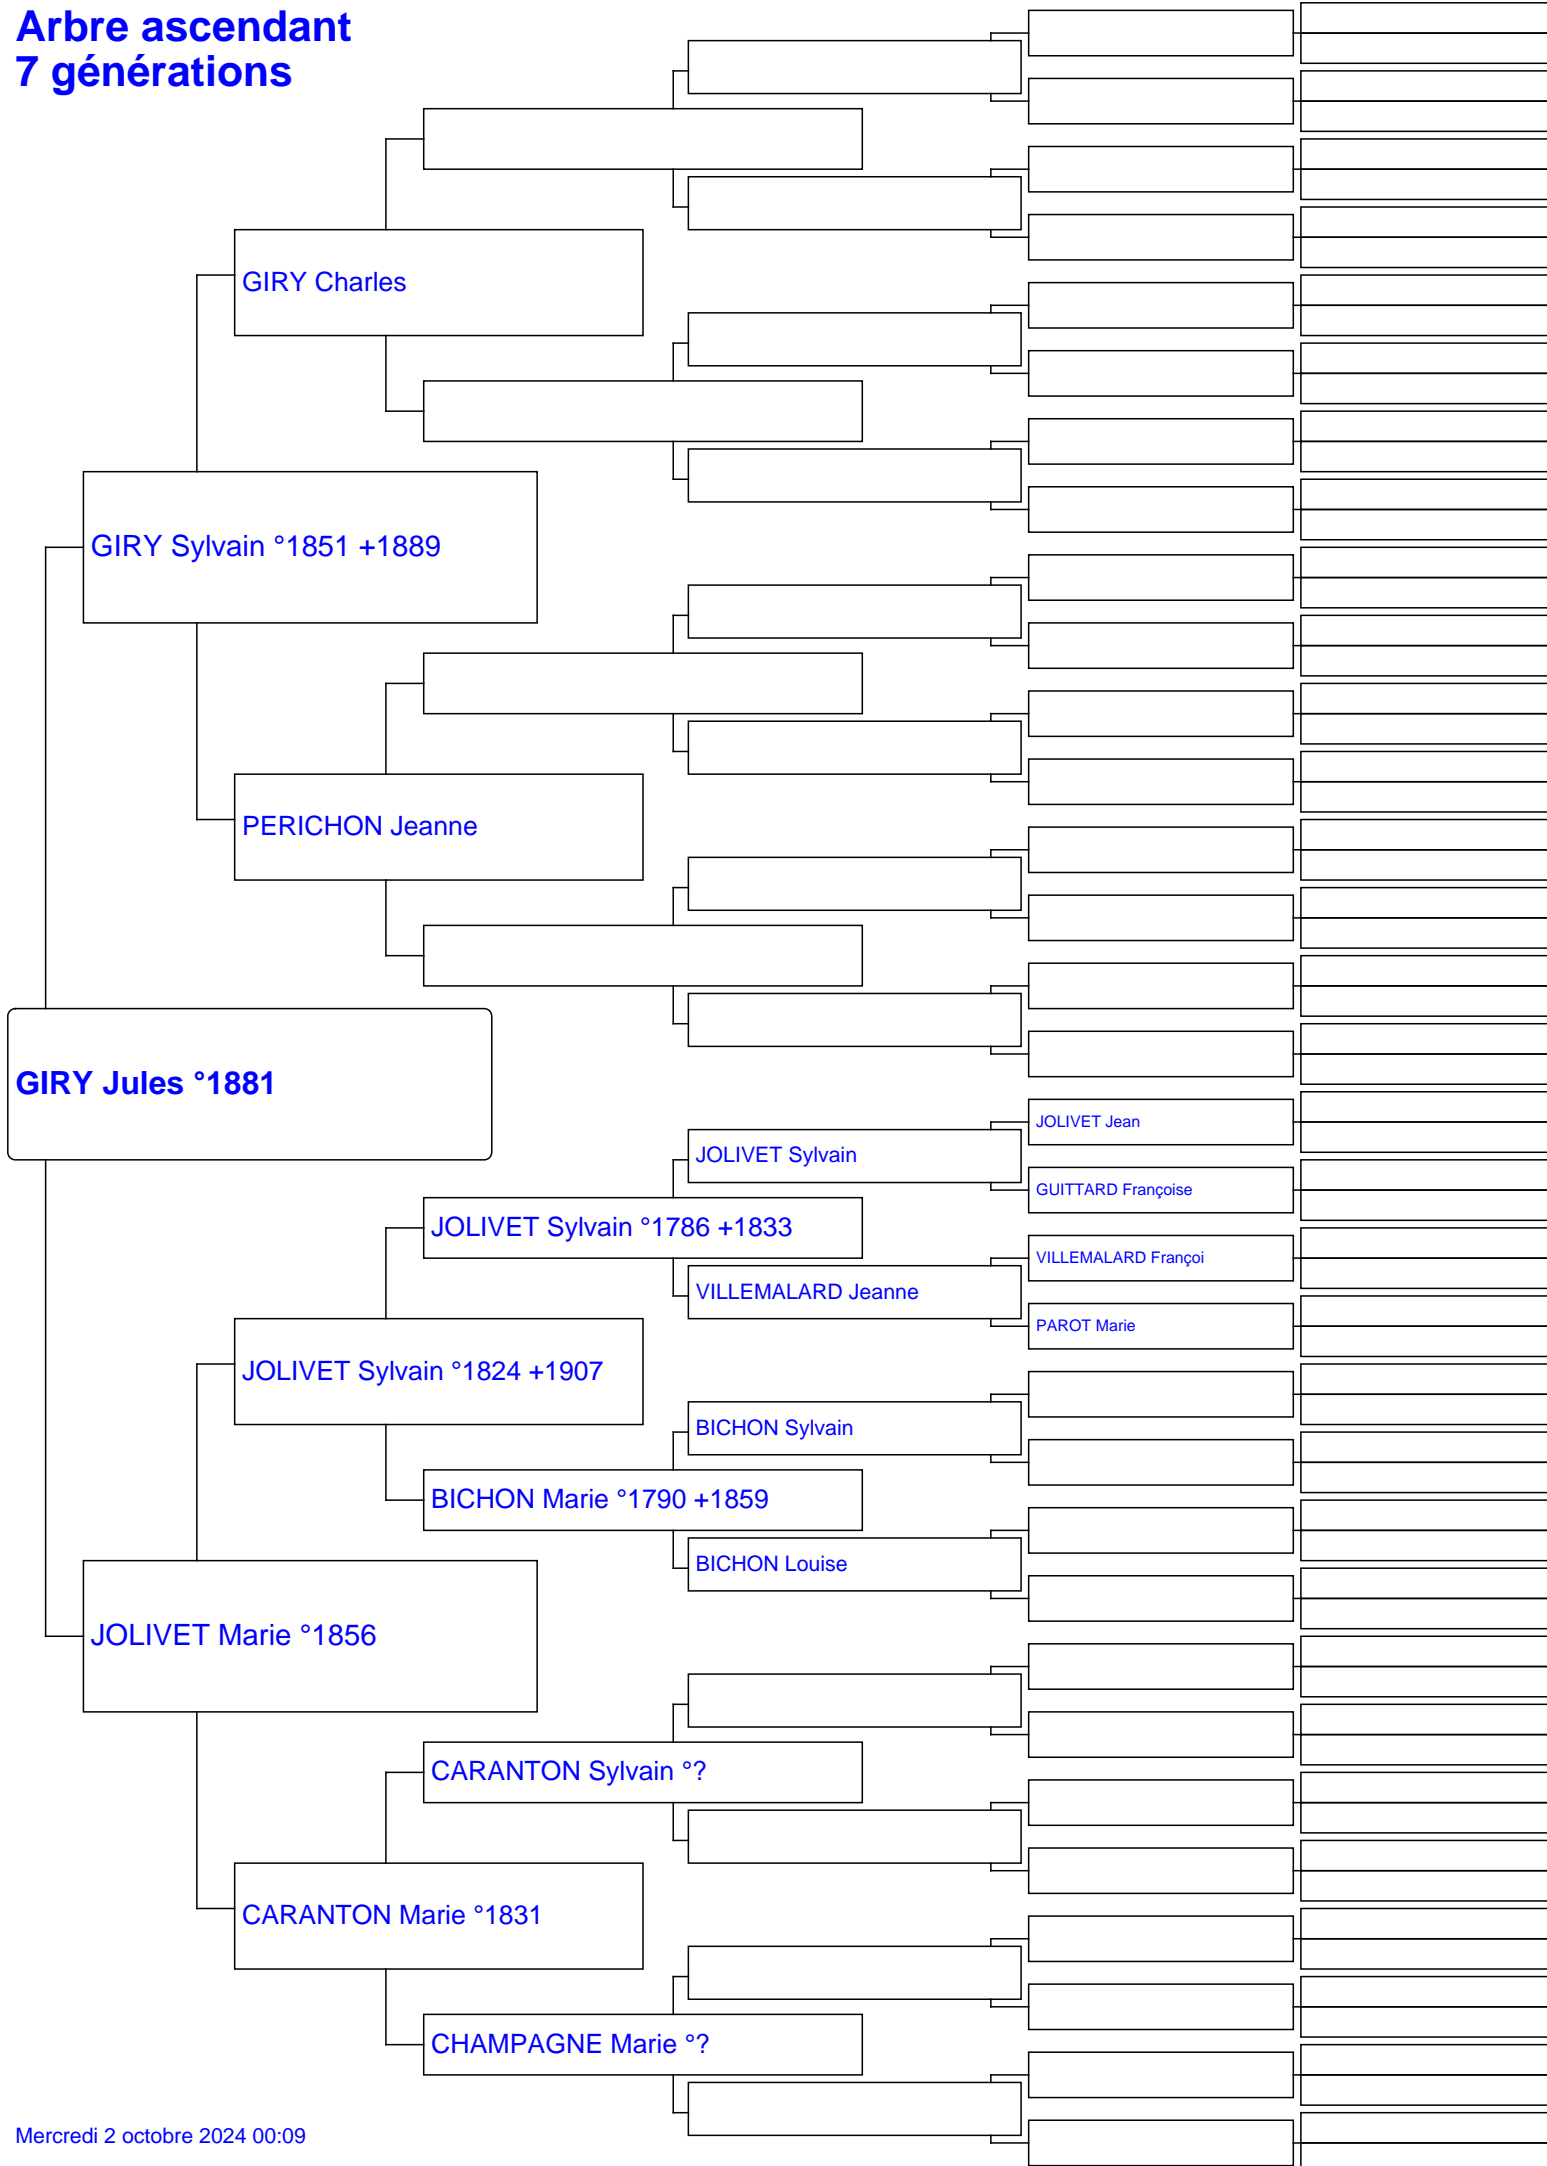 Arbre ascendant
7 générations
GIRY Charles
GIRY Sylvain °1851 +1889
PERICHON Jeanne
GIRY Jules °1881
JOLIVET Jean
JOLIVET Sylvain
GUITTARD Françoise
JOLIVET Sylvain °1786 +1833
VILLEMALARD Françoi
VILLEMALARD Jeanne
PAROT Marie
JOLIVET Sylvain °1824 +1907
BICHON Sylvain
BICHON Marie °1790 +1859
BICHON Louise
JOLIVET Marie °1856
CARANTON Sylvain °?
CARANTON Marie °1831
CHAMPAGNE Marie °?
Mercredi 2 octobre 2024 00:09